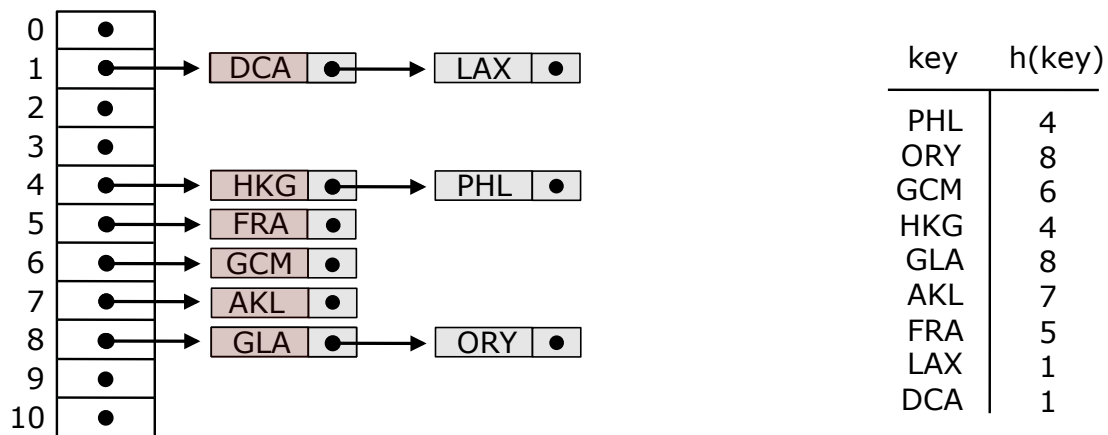 0
1 DCA LAX
2
3
4 HKG PHL
5 FRA
6 GCM
7 AKL
8 GLA ORY
9
10
key h(key)
PHL 4
ORY 8
GCM 6
HKG 4
GLA 8
AKL 7
FRA 5
LAX 1
DCA 1